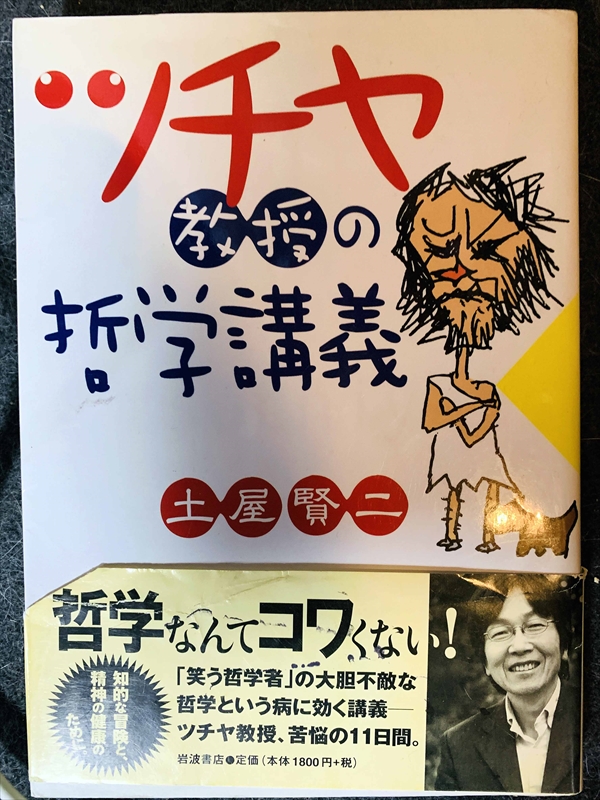 ツチヤ
教授の
哲学講義
土屋賢二
哲学なんてコワくない!
知的な冒険と
精神の健康の
ために
「笑う哲学者」の大胆不敵な
哲学という病に効く講義—
ツチヤ教授、苦悩の11日間。
岩波書店 定価(本体1800円+税)